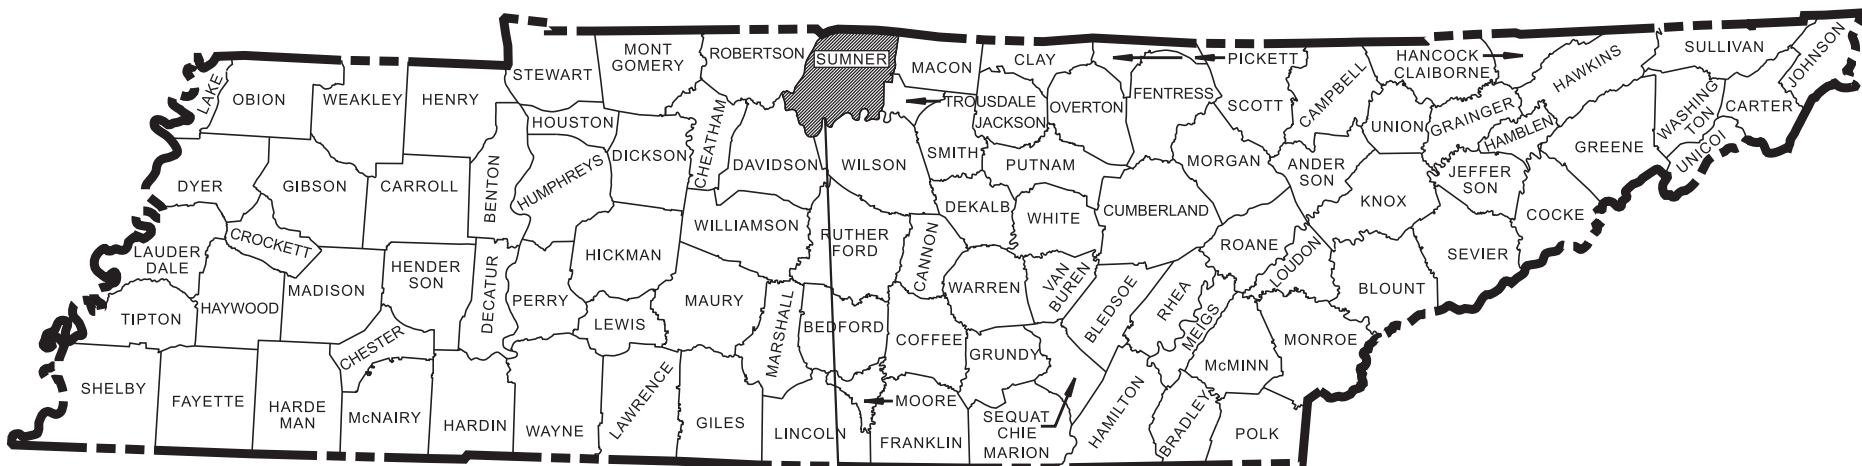 LAKE
OBION
WEAKLEY
HENRY
STEWART
MONT
GOMERY
ROBERTSON
SUMNER
MACON
CLAY
PICKETT
HANCOCK
CLAIBORNE
HAWKINS
SULLIVAN
JOHNSON
CARTER
WASHING
TON
UNICOI
GREENE
HAMBLEN
GRAINGER
UNION
CAMPBELL
SCOTT
FENTRESS
OVERTON
TROUSDALE
JACKSON
HOUSTON
CHEATHAM
DICKSON
HUMPHREYS
BENTON
CARROLL
GIBSON
DYER
DAVIDSON
WILSON
SMITH
PUTNAM
MORGAN
ANDER
SON
KNOX
JEFFER
SON
COCKE
SEVIER
BLOUNT
LOUDON
ROANE
CUMBERLAND
WHITE
DEKALB
CANNON
RUTHER
FORD
WILLIAMSON
HICKMAN
PERRY
DECATUR
HENDER
SON
MADISON
CROCKETT
LAUDER
DALE
HAYWOOD
TIPTON
CHESTER
LEWIS
MAURY
MARSHALL
BEDFORD
COFFEE
WARREN
VAN
BUREN
BLEDSOE
RHEA
MEIGS
McMINN
MONROE
GRUNDY
SHELBY
FAYETTE
HARDE
MAN
McNAIRY
HARDIN
WAYNE
LAWRENCE
GILES
LINCOLN
MOORE
FRANKLIN
SEQUAT
CHIE
MARION
HAMILTON
BRADLEY
POLK